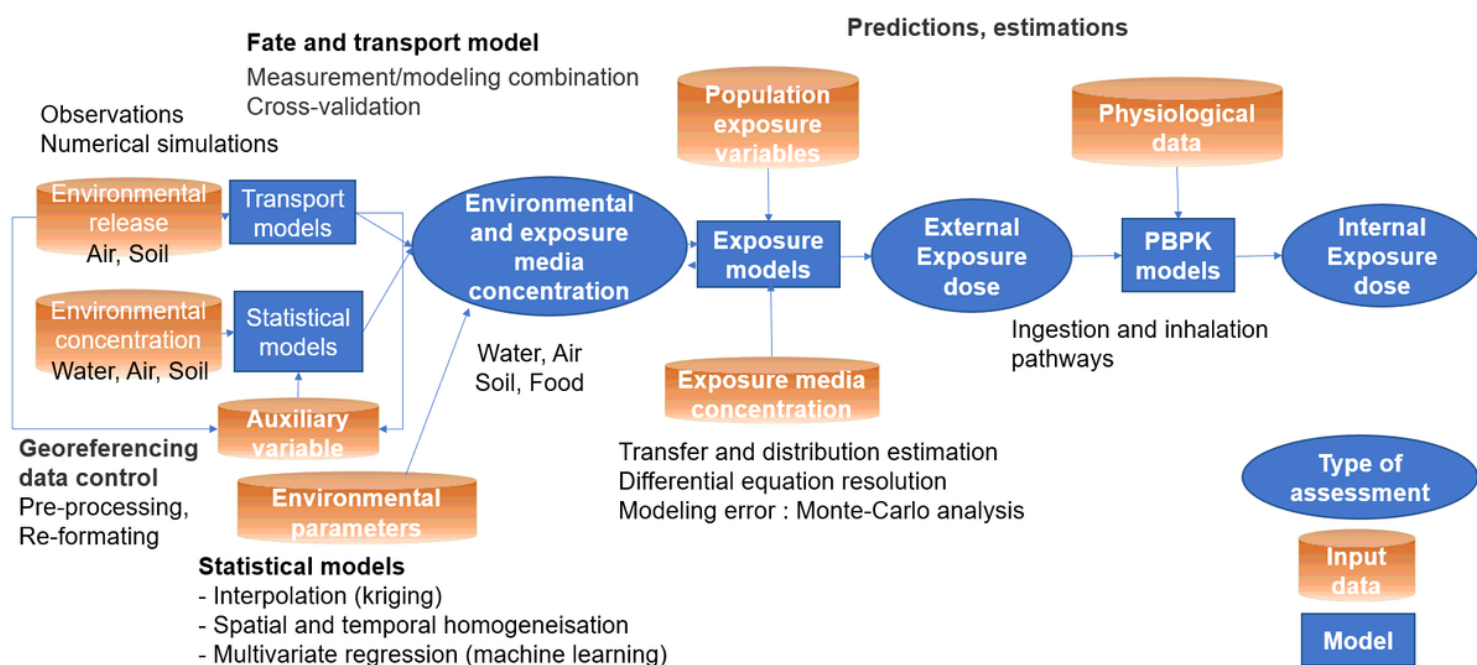 Fate and transport model
Measurement/modeling combination
Cross-validation
Predictions, estimations
Observations
Numerical simulations
Environmental
release
Air, Soil
Transport
models
Environmental
concentration
Water, Air, Soil
Statistical
models
Auxiliary
variable
Georeferencing
data control
Pre-processing,
Re-formating
Environmental
parameters
Statistical models
- Interpolation (kriging)
- Spatial and temporal homogeneisation
- Multivariate regression (machine learning)
Environmental
and exposure
media
concentration
Water, Air
Soil, Food
Population
exposure
variables
Exposure
models
Exposure media
concentration
Transfer and distribution estimation
Differential equation resolution
Modeling error : Monte-Carlo analysis
External
Exposure
dose
Physiological
data
PBPK
models
Ingestion and inhalation
pathways
Internal
Exposure
dose
Type of
assessment
Input
data
Model